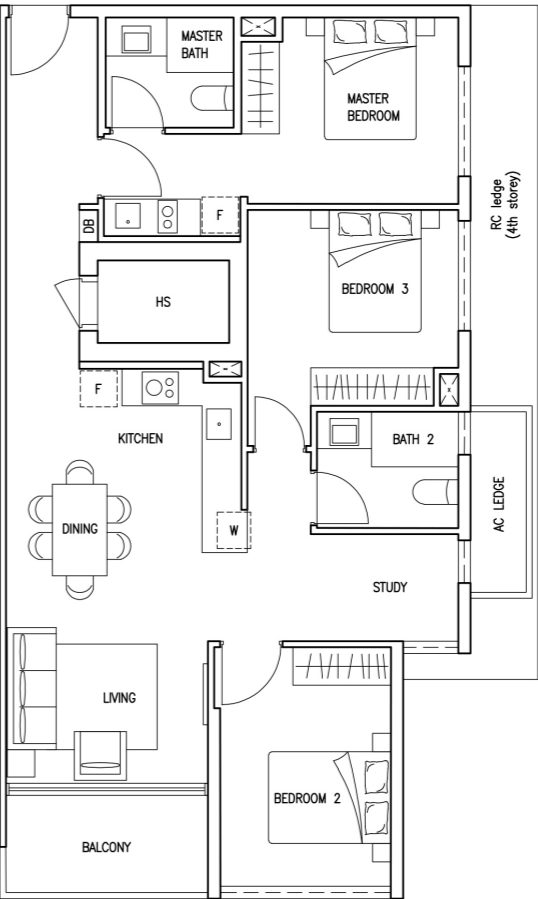 MASTER
BATH
MASTER
BEDROOM
RC ledge
(4th storey)
F
DB
BEDROOM 3
HS
F
KITCHEN
BATH 2
AC LEDGE
DINING
W
STUDY
LIVING
BEDROOM 2
BALCONY